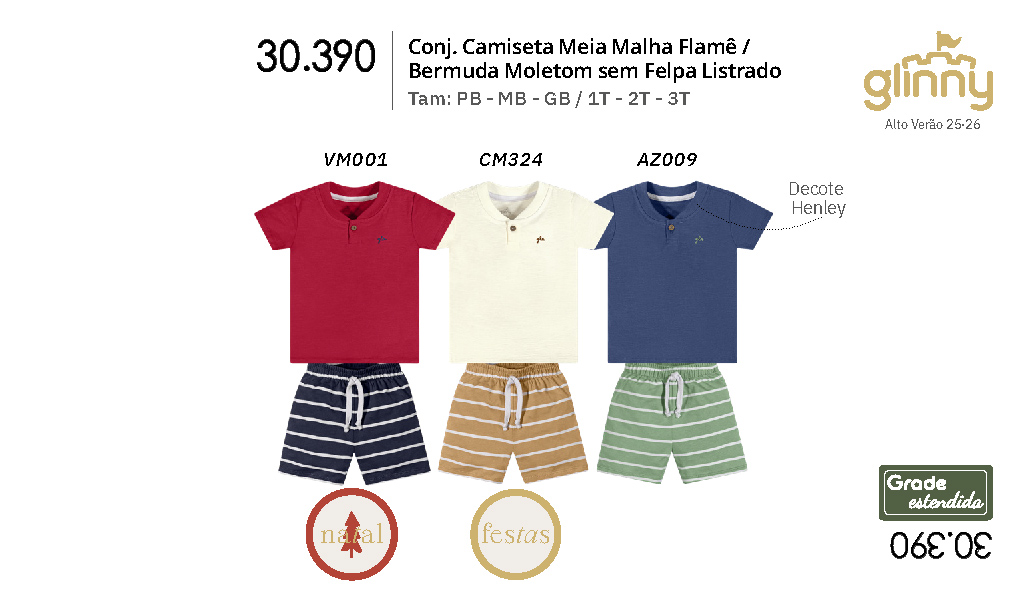 30.390
Conj. Camiseta Meia Malha Flamê /
Bermuda Moletom sem Felpa Listrado
Tam: PB - MB - GB / 1T - 2T - 3T
glinny
Alto Verão 25·26
VM001
CM324
AZ009
Decote
Henley
natal
festas
Grade
estendida
30.390